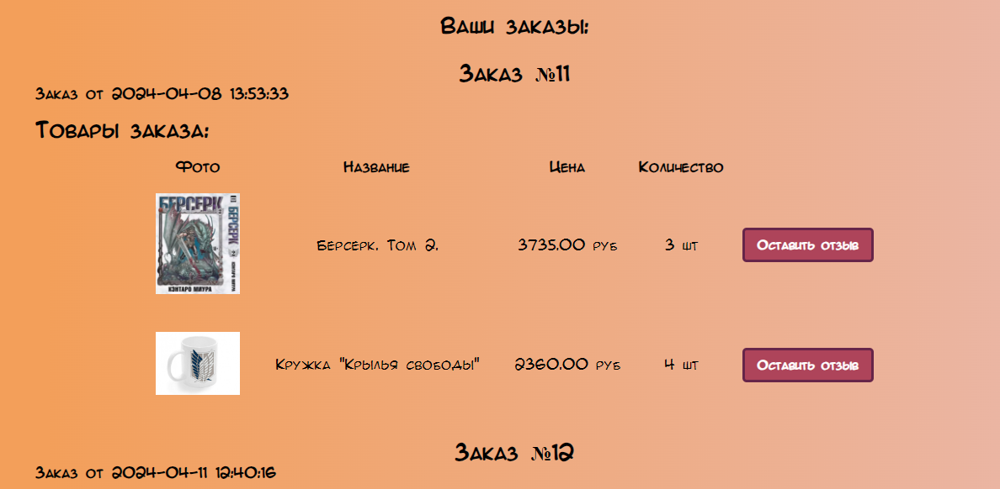 Ваши заказы:
Заказ №11
Заказ от 2024-04-08 13:53:33
Товары заказа:
Фото Название Цена Количество
БЕРСЕРК
БЕРСЕРК
КЭНТАРО МИУРА
Берсерк. Том 2. 3735.00 руб 3 шт Оставить отзыв
Кружка "Крылья свободы" 2360.00 руб 4 шт Оставить отзыв
Заказ №12
Заказ от 2024-04-11 12:40:16